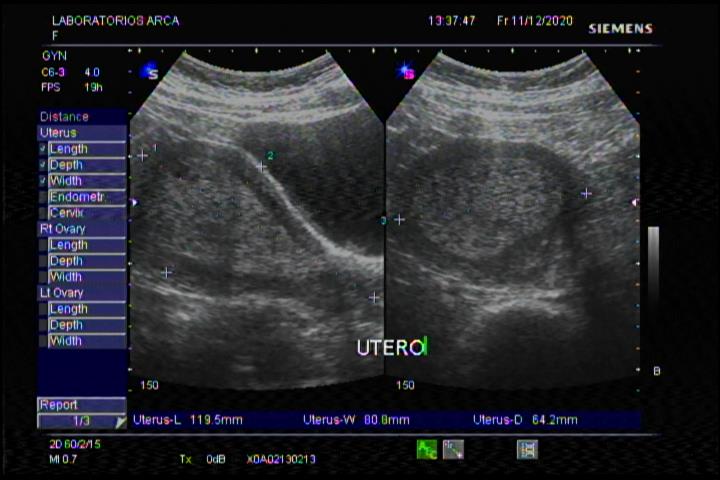 LABORATORIOS ARCA
13:37:47 Fr 11/12/2020
SIEMENS
F
GYN
C6-3 4.0
FPS 19h
Distance
Uterus
Length
Depth
Width
Endometr.
Cervix
Rt Ovary
Length
Depth
Width
Lt Ovary
Length
Depth
Width
Report
1/3
S
S
1
2
3
UTERO
B
150
150
Uterus-L 119.5mm
Uterus-W 80.8mm
Uterus-D 64.2mm
2D 60/2/15
MI 0.7
Tx 0dB
X0A02130213